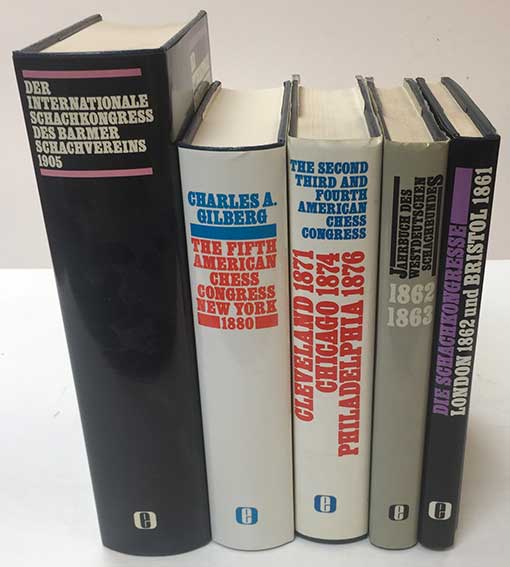 DER
INTERNATIONALE
SCHACHKONGRESS
DES BARMER
SCHACHVEREINS
1905
e
CHARLES A.
GILBERG
THE FIFTH
AMERICAN
CHESS
CONGRESS
NEW YORK
1880
e
THE SECOND
THIRD AND
FOURTH
AMERICAN
CHESS
CONGRESS
CLEVELAND 1871
CHICAGO 1874
PHILADELPHIA 1876
e
JAHRBUCH DES
WESTDEUTSCHEN
SCHACHBUNDES
1862
1863
e
DIE SCHACHKONGRESSE
LONDON 1862 und BRISTOL 1861
e